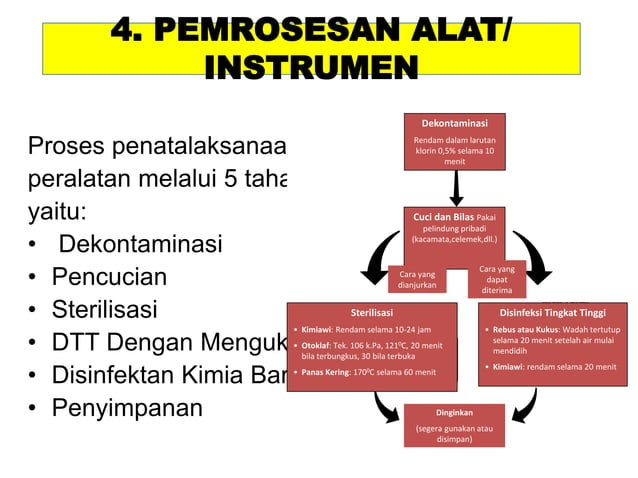 4. PEMROSESAN ALAT/
INSTRUMEN
Proses penatalaksanaa
peralatan melalui 5 taha
yaitu:
• Dekontaminasi
• Pencucian
• Sterilisasi
• DTT Dengan Menguk
• Disinfektan Kimia Bar
• Penyimpanan
Dekontaminasi
Rendam dalam larutan
klorin 0,5% selama 10
menit
Cuci dan Bilas Pakai
pelindung pribadi
(kacamata,celemek,dll.)
Cara yang
dianjurkan
Cara yang
dapat
diterima
Sterilisasi
• Kimiawi: Rendam selama 10-24 jam
• Otoklaf: Tek. 106 k.Pa, 121⁰C, 20 menit
bila terbungkus, 30 bila terbuka
• Panas Kering: 170⁰C selama 60 menit
Disinfeksi Tingkat Tinggi
• Rebus atau Kukus: Wadah tertutup
selama 20 menit setelah air mulai
mendidih
• Kimiawi: rendam selama 20 menit
Dinginkan
(segera gunakan atau
disimpan)